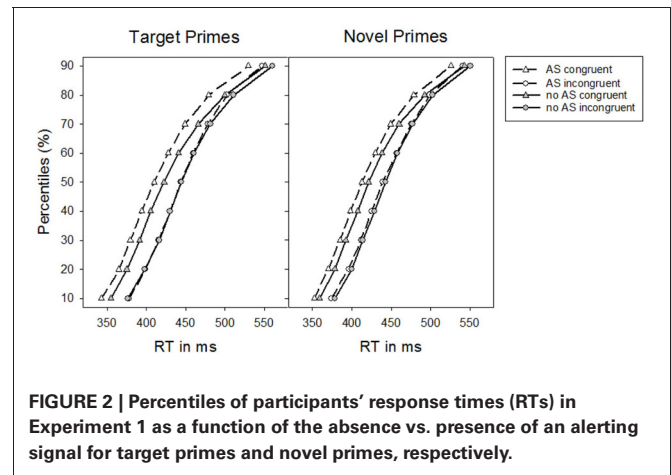 Target Primes
Novel Primes
90
80
70
60
50
40
30
20
10
Percentiles (%)
350 400 450 500 550
350 400 450 500 550
RT in ms
RT in ms
AS congruent
AS incongruent
no AS congruent
no AS incongruent
FIGURE 2 | Percentiles of participants’ response times (RTs) in
Experiment 1 as a function of the absence vs. presence of an alerting
signal for target primes and novel primes, respectively.